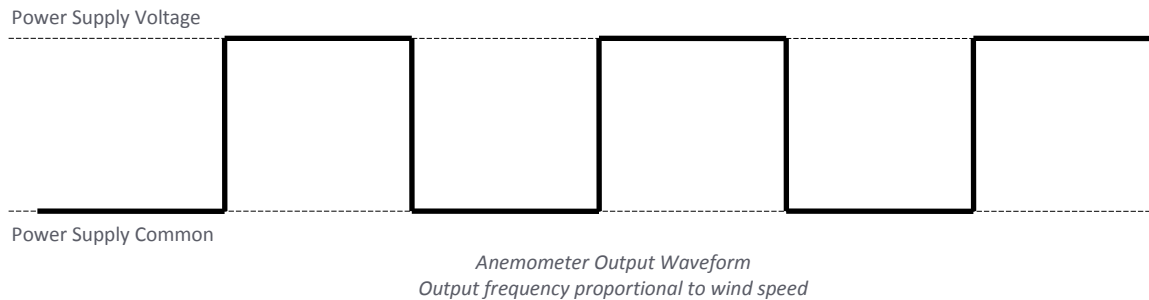 Power Supply Voltage
Power Supply Common
Anemometer Output Waveform
Output frequency proportional to wind speed